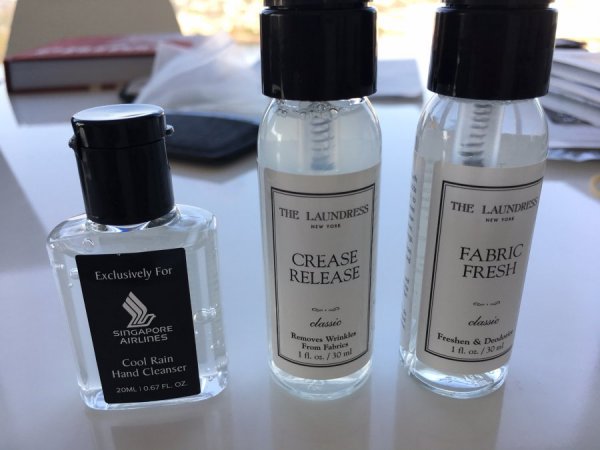 Exclusively For
SINGAPORE
AIRLINES
Cool Rain
Hand Cleanser
20ML | 0.67 FL. OZ.
THE LAUNDRESS
NEW YORK
CREASE
RELEASE
classic
Removes Wrinkles
From Fabrics
1 fl. oz. / 30 ml
THE LAUNDRESS
NEW YORK
FABRIC
FRESH
classic
Freshen & Deodorize
1 fl. oz. / 30 ml